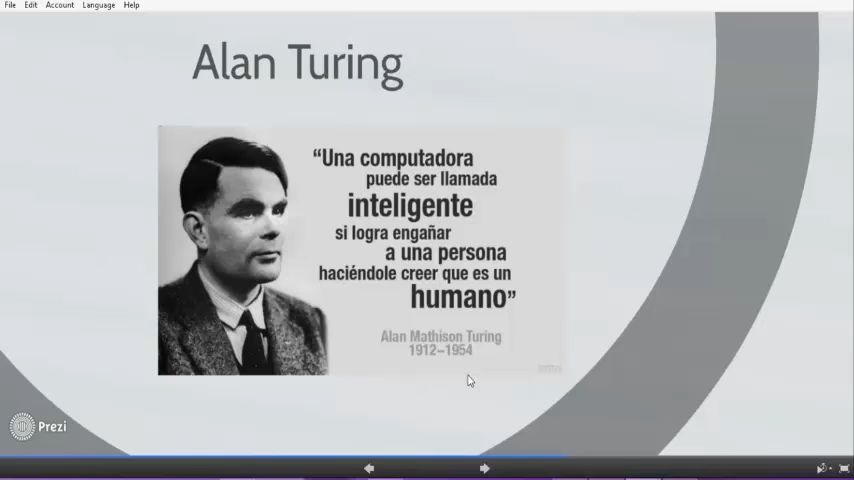 File Edit Account Language Help
Alan Turing
“Una computadora
puede ser llamada
inteligente
si logra engañar
a una persona
haciéndole creer que es un
humano”
Alan Mathison Turing
1912–1954
Prezi